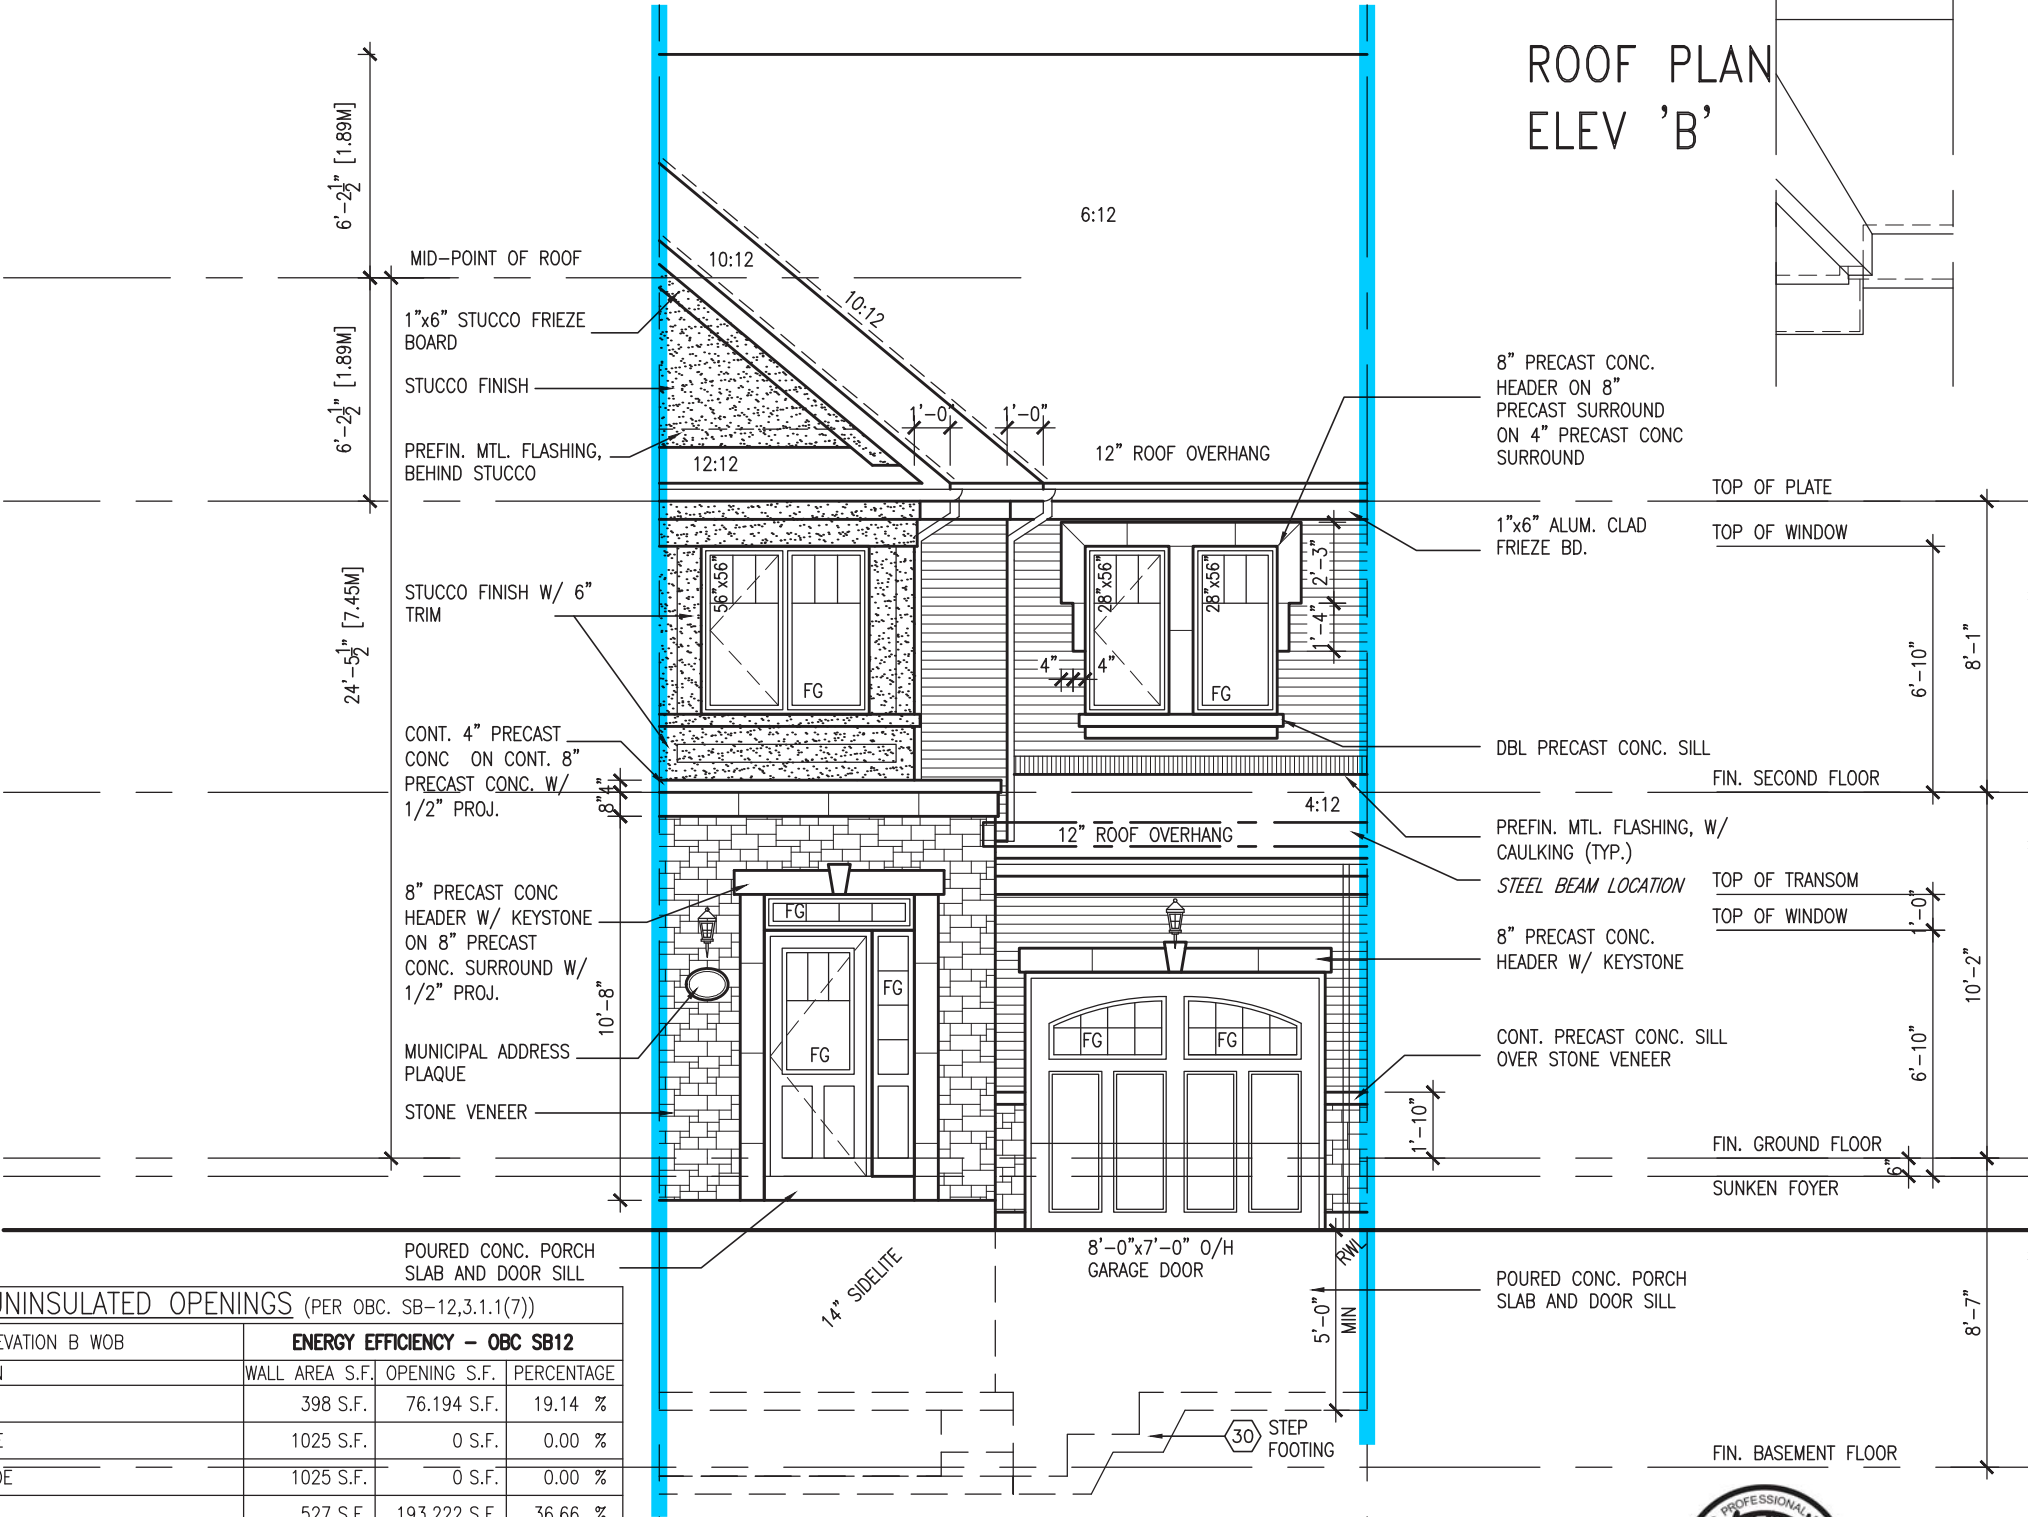 ROOF PLAN
ELEV 'B'
6'-2½" [1.89M]
6:12
MID-POINT OF ROOF
10:12
10:12
1"x6" STUCCO FRIEZE
BOARD
STUCCO FINISH
6'-2½" [1.89M]
PREFIN. MTL. FLASHING,
BEHIND STUCCO
12:12
1'-0"
1'-0"
12" ROOF OVERHANG
8" PRECAST CONC.
HEADER ON 8"
PRECAST SURROUND
ON 4" PRECAST CONC
SURROUND
TOP OF PLATE
TOP OF WINDOW
1"x6" ALUM. CLAD
FRIEZE BD.
24'-5½" [7.45M]
STUCCO FINISH W/ 6"
TRIM
56"x56"
FG
28"x56"
28"x56"
FG
2'-3"
1'-4"
4"
4"
6'-10"
8'-1"
CONT. 4" PRECAST
CONC ON CONT. 8"
PRECAST CONC. W/
1/2" PROJ.
4"
8"
DBL PRECAST CONC. SILL
FIN. SECOND FLOOR
4:12
12" ROOF OVERHANG
PREFIN. MTL. FLASHING, W/
CAULKING (TYP.)
STEEL BEAM LOCATION
TOP OF TRANSOM
TOP OF WINDOW
1'-0"
8" PRECAST CONC
HEADER W/ KEYSTONE
ON 8" PRECAST
CONC. SURROUND W/
1/2" PROJ.
10'-8"
FG
FG
FG
8" PRECAST CONC.
HEADER W/ KEYSTONE
10'-2"
6'-10"
FG
FG
MUNICIPAL ADDRESS
PLAQUE
STONE VENEER
CONT. PRECAST CONC. SILL
OVER STONE VENEER
1'-10"
FIN. GROUND FLOOR
6"
SUNKEN FOYER
POURED CONC. PORCH
SLAB AND DOOR SILL
14" SIDELITE
8'-0"x7'-0" O/H
GARAGE DOOR
RWL
5'-0"
MIN
POURED CONC. PORCH
SLAB AND DOOR SILL
8'-7"
UNINSULATED OPENINGS (PER OBC. SB-12,3.1.1(7))
EVATION B WOB
ENERGY EFFICIENCY - OBC SB12
N WALL AREA S.F. OPENING S.F. PERCENTAGE
398 S.F. 76.194 S.F. 19.14 %
E 1025 S.F. 0 S.F. 0.00 %
DE 1025 S.F. 0 S.F. 0.00 %
527 S.F. 193.222 S.F. 36.66 %
30 STEP
FOOTING
FIN. BASEMENT FLOOR
PROFESSIONAL